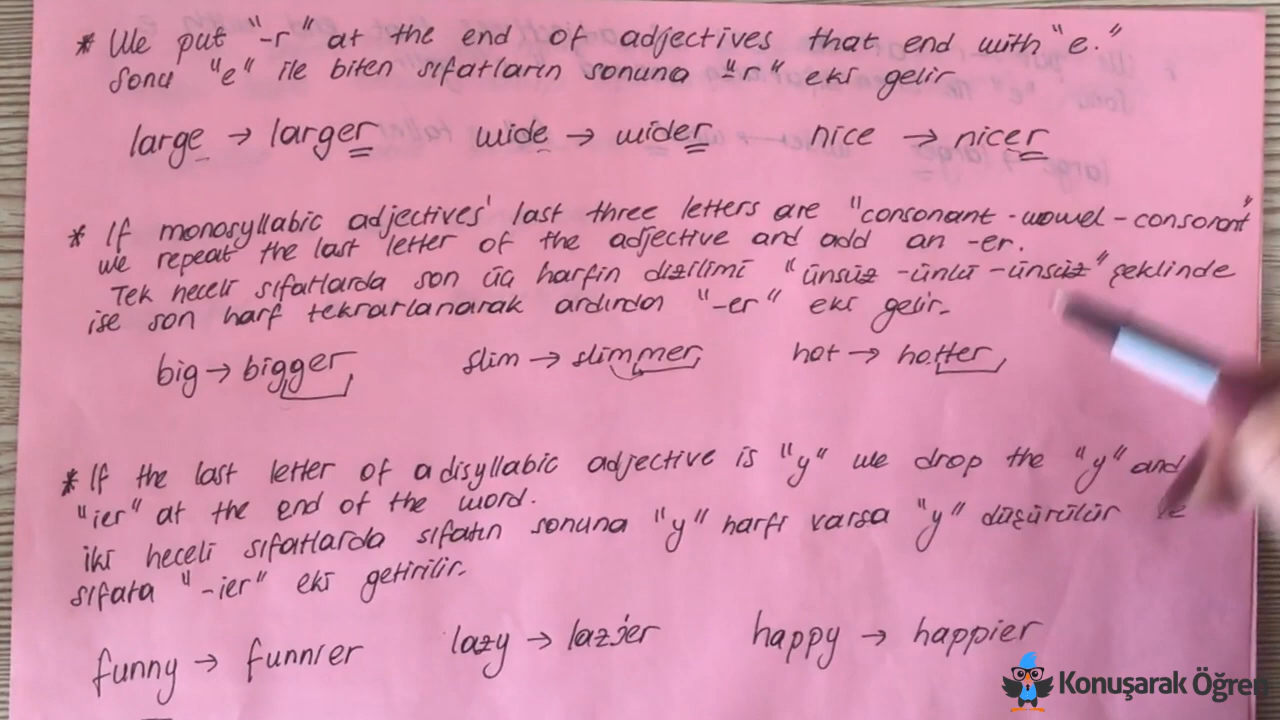 * We put "-r" at the end of adjectives that end with "e."
Sonu "e" ile biten sıfatların sonuna "r" eki gelir
large → larger wide → wider nice → nicer
* If monosyllabic adjectives' last three letters are "consonant - wowel - consonant"
we repeat the last letter of the adjective and add an -er.
Tek heceli sıfatlarda son üç harfin dizilimi "ünsüz - ünlü - ünsüz" şeklinde
ise son harf tekrarlanarak ardından "-er" eki gelir.
big → bigger slim → slimmer hot → hotter
* If the last letter of a disyllabic adjective is "y" we drop the "y" and
"ier" at the end of the word.
İki heceli sıfatlarda sıfatın sonuna "y" harfi varsa "y" düşürülür
sıfata "-ier" eki getirilir.
funny → funnier lazy → lazier happy → happier
Konuşarak Öğren